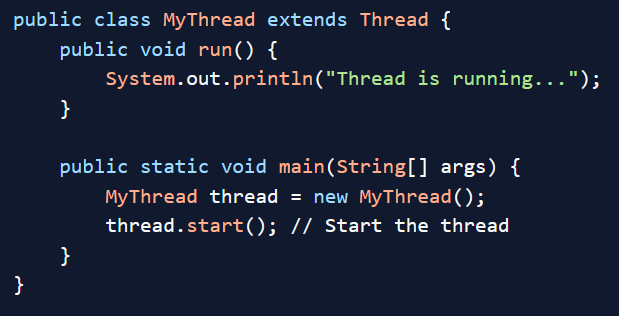 public class MyThread extends Thread {
    public void run() {
        System.out.println("Thread is running...");
    }

    public static void main(String[] args) {
        MyThread thread = new MyThread();
        thread.start(); // Start the thread
    }
}